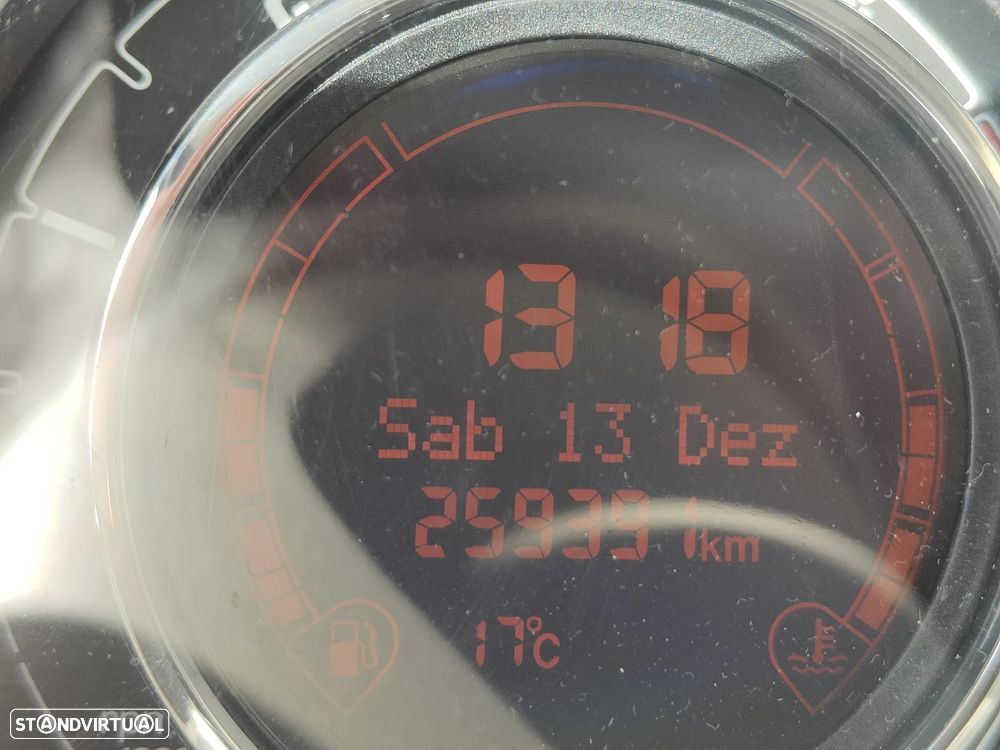 13 18
Sab 13 Dez
259391 km
17°C
STANDVIRTUAL